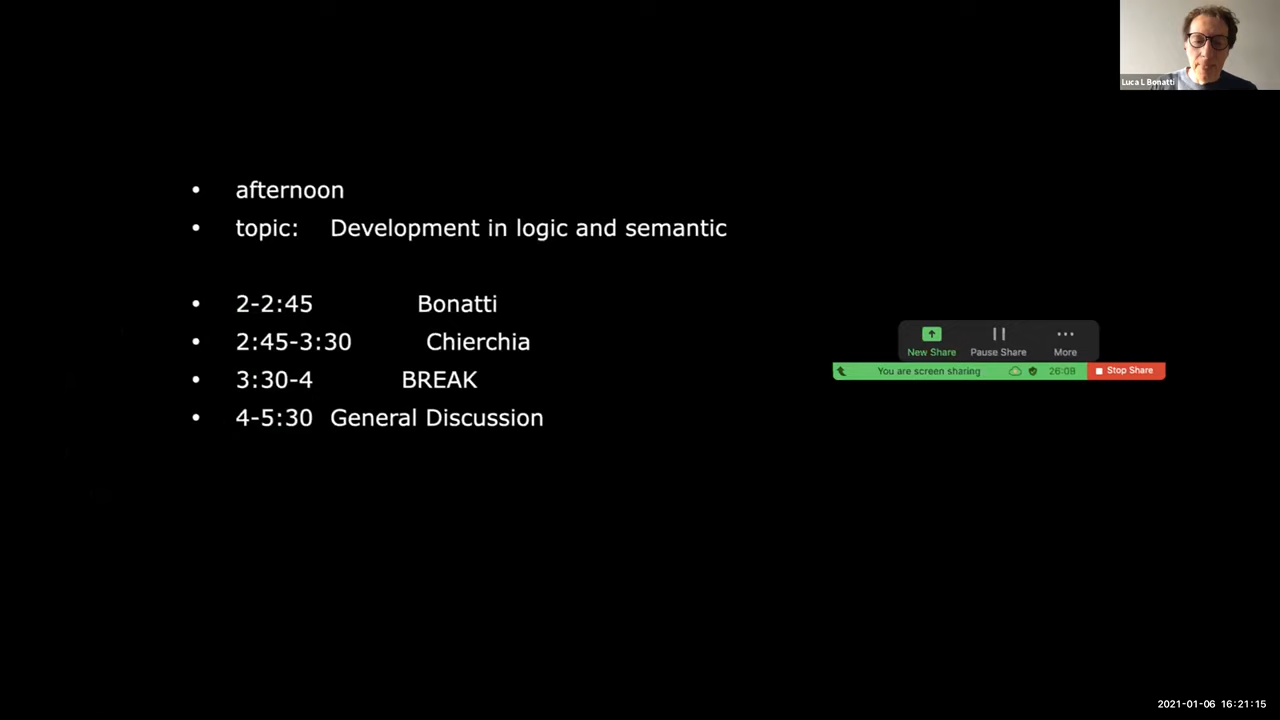 Luca L Bonatti
• afternoon
• topic: Development in logic and semantic
• 2-2:45 Bonatti
• 2:45-3:30 Chierchia
• 3:30-4 BREAK
• 4-5:30 General Discussion
New Share Pause Share More
You are screen sharing 26:09 Stop Share
2021-01-06 16:21:15